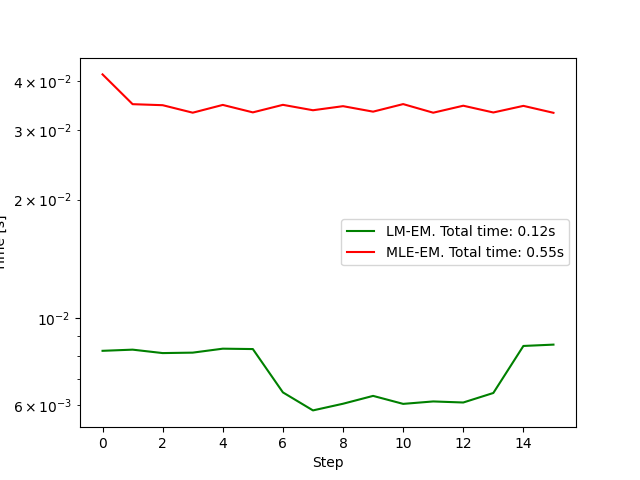 4 × 10⁻²
3 × 10⁻²
2 × 10⁻²
10⁻²
6 × 10⁻³
Time [s]
LM-EM. Total time: 0.12s
MLE-EM. Total time: 0.55s
0 2 4 6 8 10 12 14
Step